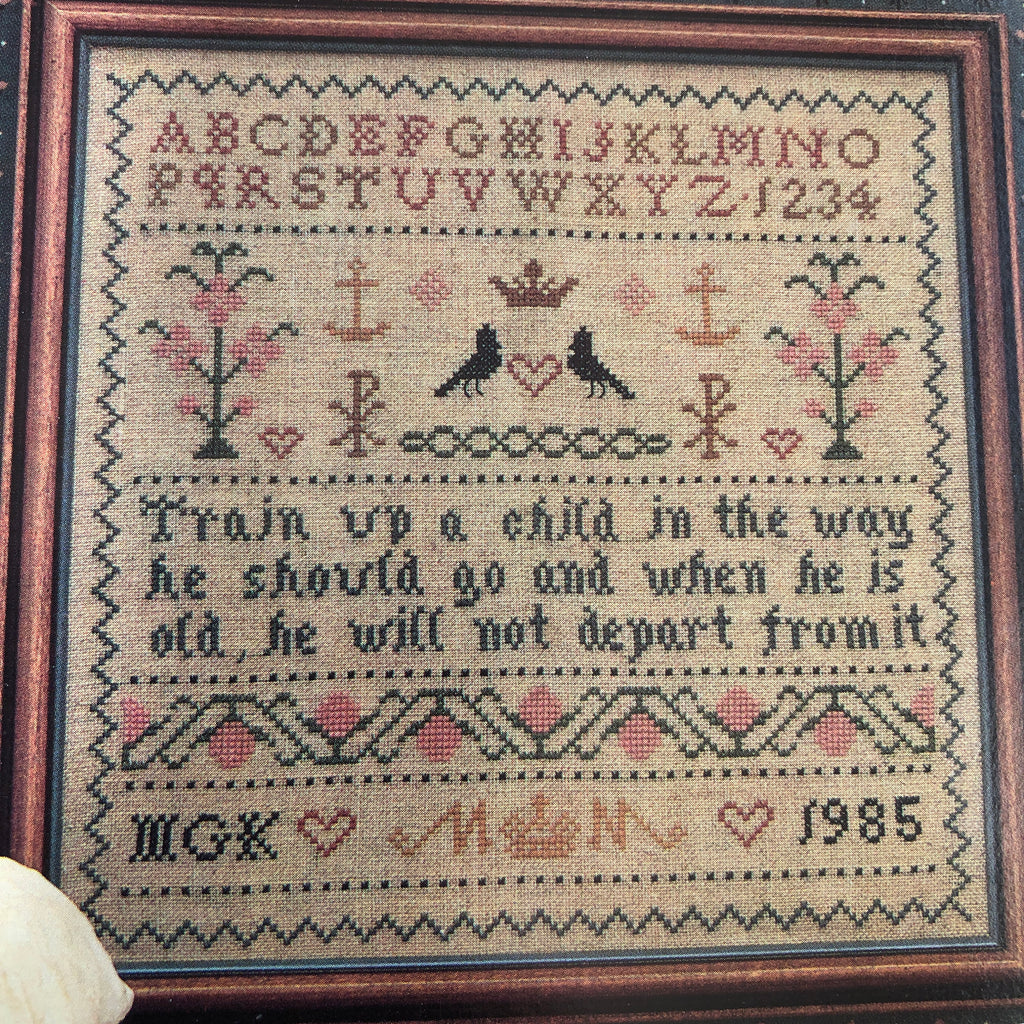 ABCDEFGHIJKLMNO
PQRSTUVWXYZ·1234
Train up a child in the way
he should go and when he is
old, he will not depart from it
MGK M M 1985